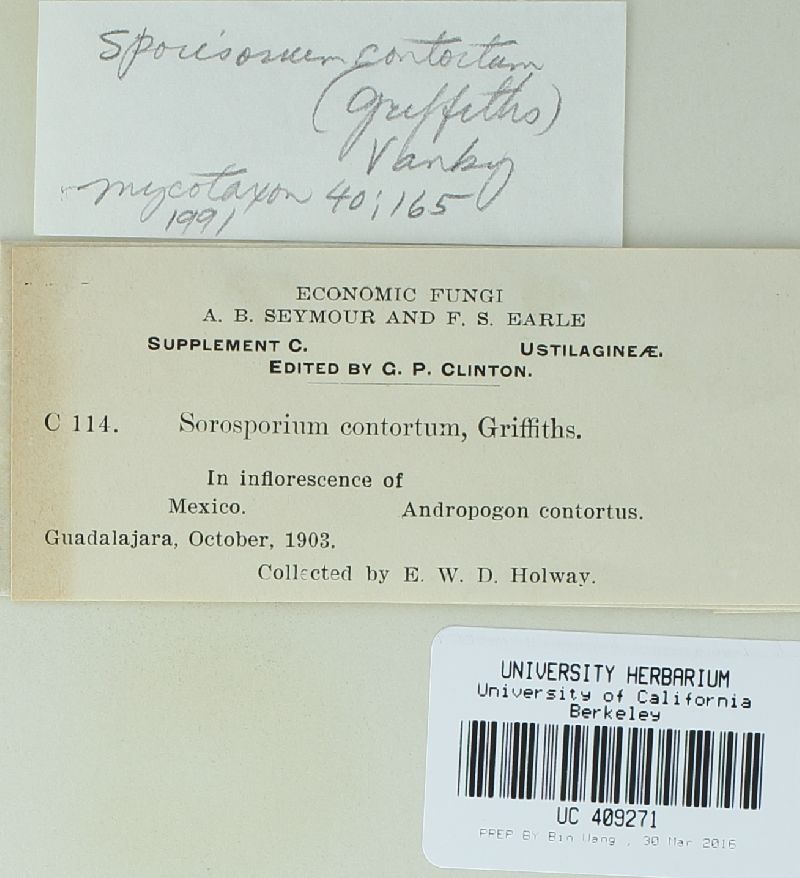 Sporisorium contortum
(Griffiths)
Vanky
mycotaxon 40; 165
1991
ECONOMIC FUNGI
A. B. SEYMOUR AND F. S. EARLE
SUPPLEMENT C. USTILAGINEÆ.
EDITED BY G. P. CLINTON.
C 114. Sorosporium contortum, Griffiths.
In inflorescence of
Mexico. Andropogon contortus.
Guadalajara, October, 1903.
Collected by E. W. D. Holway.
UNIVERSITY HERBARIUM
University of California
Berkeley
UC 409271
PREP BY Bin Wang , 30 Mar 2016